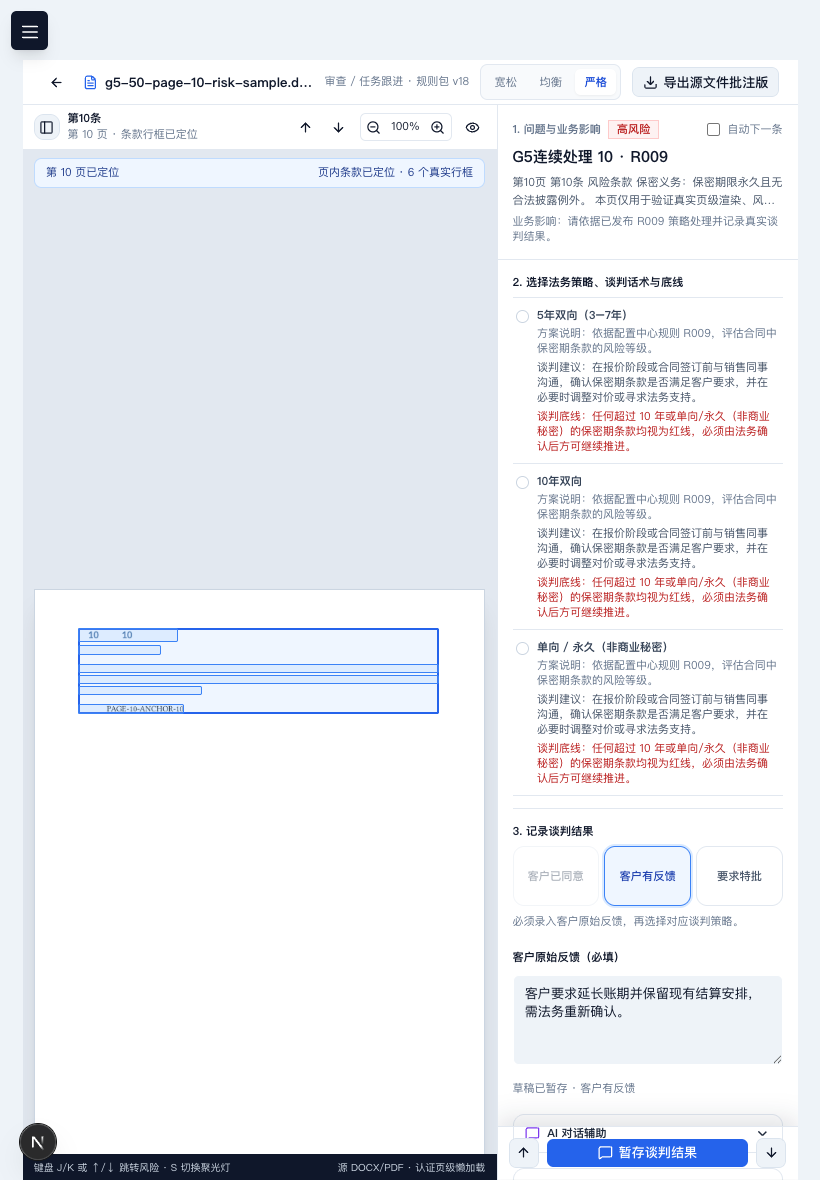 g5-50-page-10-risk-sample.d...
审查 / 任务跟进 · 规则包 v18
宽松
均衡
严格
导出源文件批注版
第10条
第 10 页 · 条款行框已定位
100%
第 10 页已定位
页内条款已定位 · 6 个真实行框
10 10
PAGE-10-ANCHOR-10
1. 问题与业务影响
高风险
自动下一条
G5连续处理 10 · R009
第10页 第10条 风险条款 保密义务：保密期限永久且无
合法披露例外。 本页仅用于验证真实页级渲染、风...
业务影响：请依据已发布 R009 策略处理并记录真实谈
判结果。
2. 选择法务策略、谈判话术与底线
5年双向（3–7年）
方案说明：依据配置中心规则 R009，评估合同中
保密期条款的风险等级。
谈判建议：在报价阶段或合同签订前与销售同事
沟通，确认保密期条款是否满足客户要求，并在
必要时调整对价或寻求法务支持。
谈判底线：任何超过 10 年或单向/永久（非商业
秘密）的保密期条款均视为红线，必须由法务确
认后方可继续推进。
10年双向
方案说明：依据配置中心规则 R009，评估合同中
保密期条款的风险等级。
谈判建议：在报价阶段或合同签订前与销售同事
沟通，确认保密期条款是否满足客户要求，并在
必要时调整对价或寻求法务支持。
谈判底线：任何超过 10 年或单向/永久（非商业
秘密）的保密期条款均视为红线，必须由法务确
认后方可继续推进。
单向 / 永久（非商业秘密）
方案说明：依据配置中心规则 R009，评估合同中
保密期条款的风险等级。
谈判建议：在报价阶段或合同签订前与销售同事
沟通，确认保密期条款是否满足客户要求，并在
必要时调整对价或寻求法务支持。
谈判底线：任何超过 10 年或单向/永久（非商业
秘密）的保密期条款均视为红线，必须由法务确
认后方可继续推进。
3. 记录谈判结果
客户已同意
客户有反馈
要求特批
必须录入客户原始反馈，再选择对应谈判策略。
客户原始反馈（必填）
客户要求延长账期并保留现有结算安排，
需法务重新确认。
草稿已暂存 · 客户有反馈
AI 对话辅助
暂存谈判结果
N
键盘 J/K 或 ↑/↓ 跳转风险 · S 切换聚光灯
源 DOCX/PDF · 认证页级懒加载